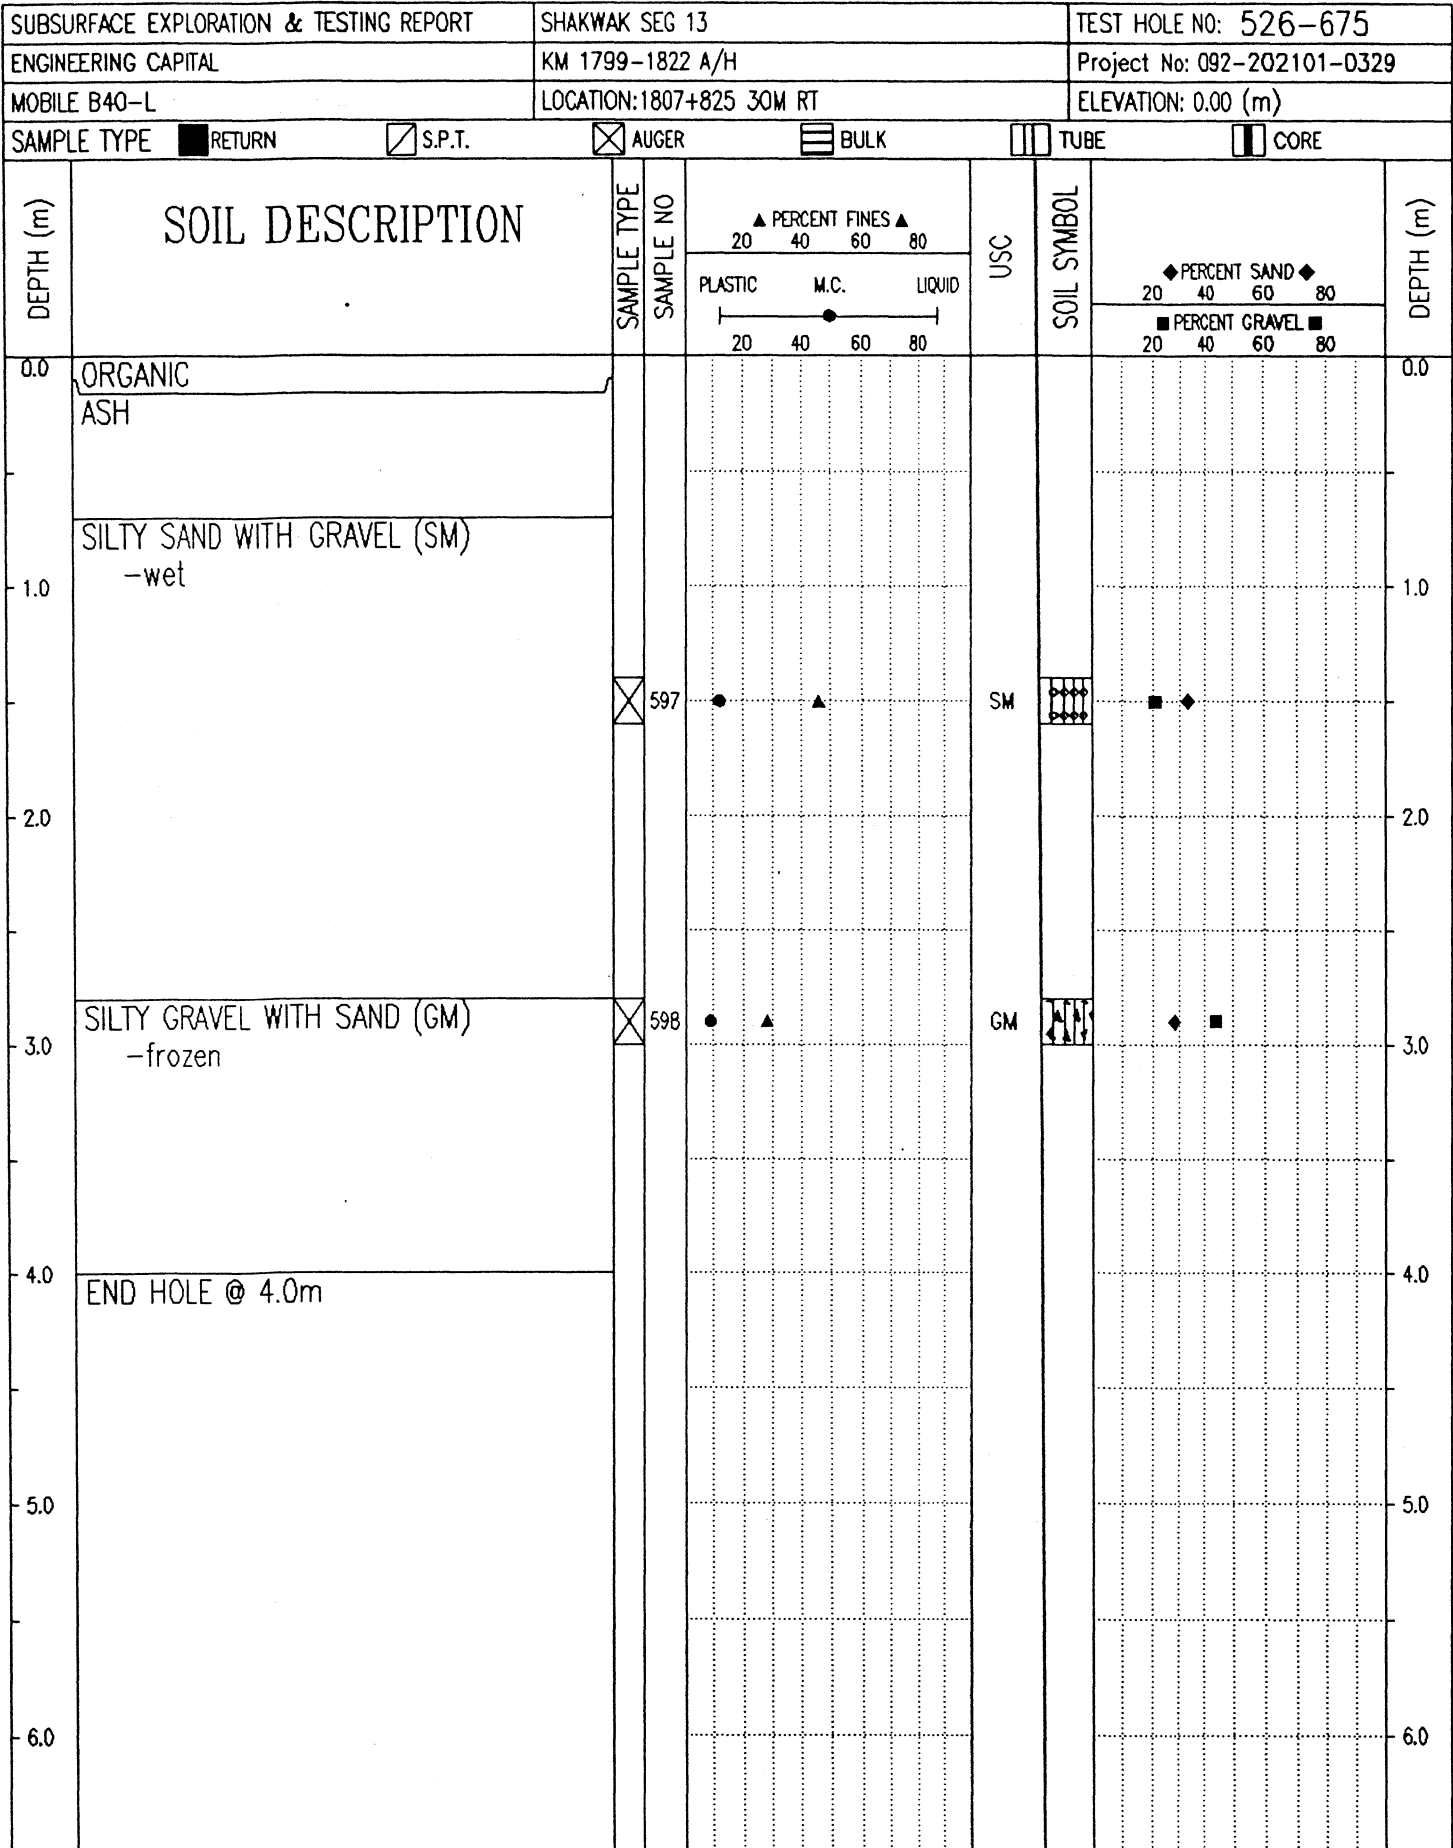 SUBSURFACE EXPLORATION & TESTING REPORT
SHAKWAK SEG 13
TEST HOLE NO: 526-675
ENGINEERING CAPITAL
KM 1799-1822 A/H
Project No: 092-202101-0329
MOBILE B40-L
LOCATION:1807+825 30M RT
ELEVATION: 0.00 (m)
SAMPLE TYPE
RETURN
S.P.T.
AUGER
BULK
TUBE
CORE
DEPTH (m)
SOIL DESCRIPTION
SAMPLE TYPE
SAMPLE NO
▲ PERCENT FINES ▲
20 40 60 80
PLASTIC M.C. LIQUID
20 40 60 80
USC
SOIL SYMBOL
◆ PERCENT SAND ◆
20 40 60 80
■ PERCENT GRAVEL ■
20 40 60 80
DEPTH (m)
0.0
ORGANIC
0.0
ASH
SILTY SAND WITH GRAVEL (SM)
-wet
1.0
1.0
597
SM
2.0
2.0
SILTY GRAVEL WITH SAND (GM)
598
GM
3.0
-frozen
3.0
4.0
4.0
END HOLE @ 4.0m
5.0
5.0
6.0
6.0